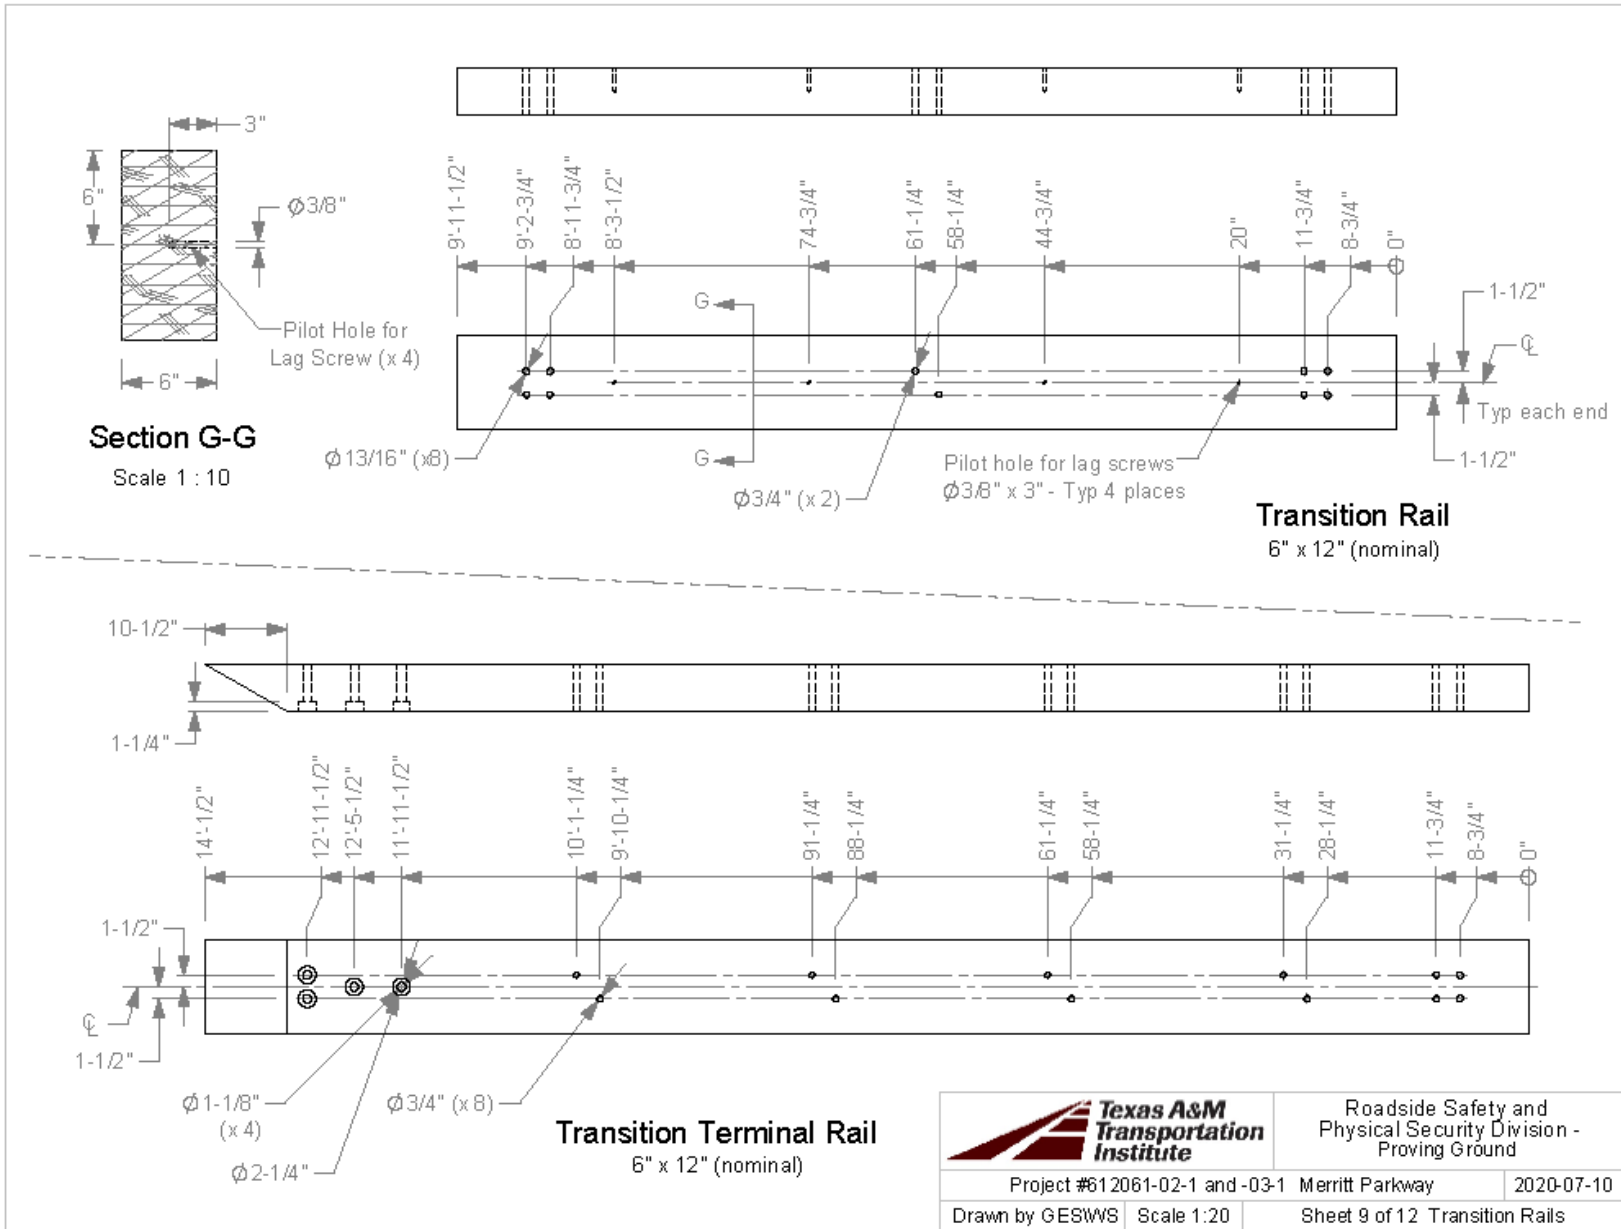 3"
6"
Ø3/8"
Pilot Hole for
Lag Screw (x 4)
6"
Section G-G
Scale 1 : 10
9'-11-1/2"
9'-2-3/4"
8'-11-3/4"
8'-3-1/2"
74-3/4"
61-1/4"
58-1/4"
44-3/4"
20"
11-3/4"
8-3/4"
0"
G
G
1-1/2"
℄
Typ each end
1-1/2"
Ø13/16" (x8)
Ø3/4" (x 2)
Pilot hole for lag screws
Ø3/8" x 3" - Typ 4 places
Transition Rail
6" x 12" (nominal)
10-1/2"
1-1/4"
14'-1/2"
12'-11-1/2"
12'-5-1/2"
11'-11-1/2"
10'-1-1/4"
9'-10-1/4"
91-1/4"
88-1/4"
61-1/4"
58-1/4"
31-1/4"
28-1/4"
11-3/4"
8-3/4"
0"
1-1/2"
℄
1-1/2"
Ø1-1/8"
(x 4)
Ø2-1/4"
Ø3/4" (x 8)
Transition Terminal Rail
6" x 12" (nominal)
Texas A&M
Transportation
Institute
Roadside Safety and
Physical Security Division -
Proving Ground
Project #612061-02-1 and -03-1 Merritt Parkway
2020-07-10
Drawn by GESWS
Scale 1:20
Sheet 9 of 12 Transition Rails